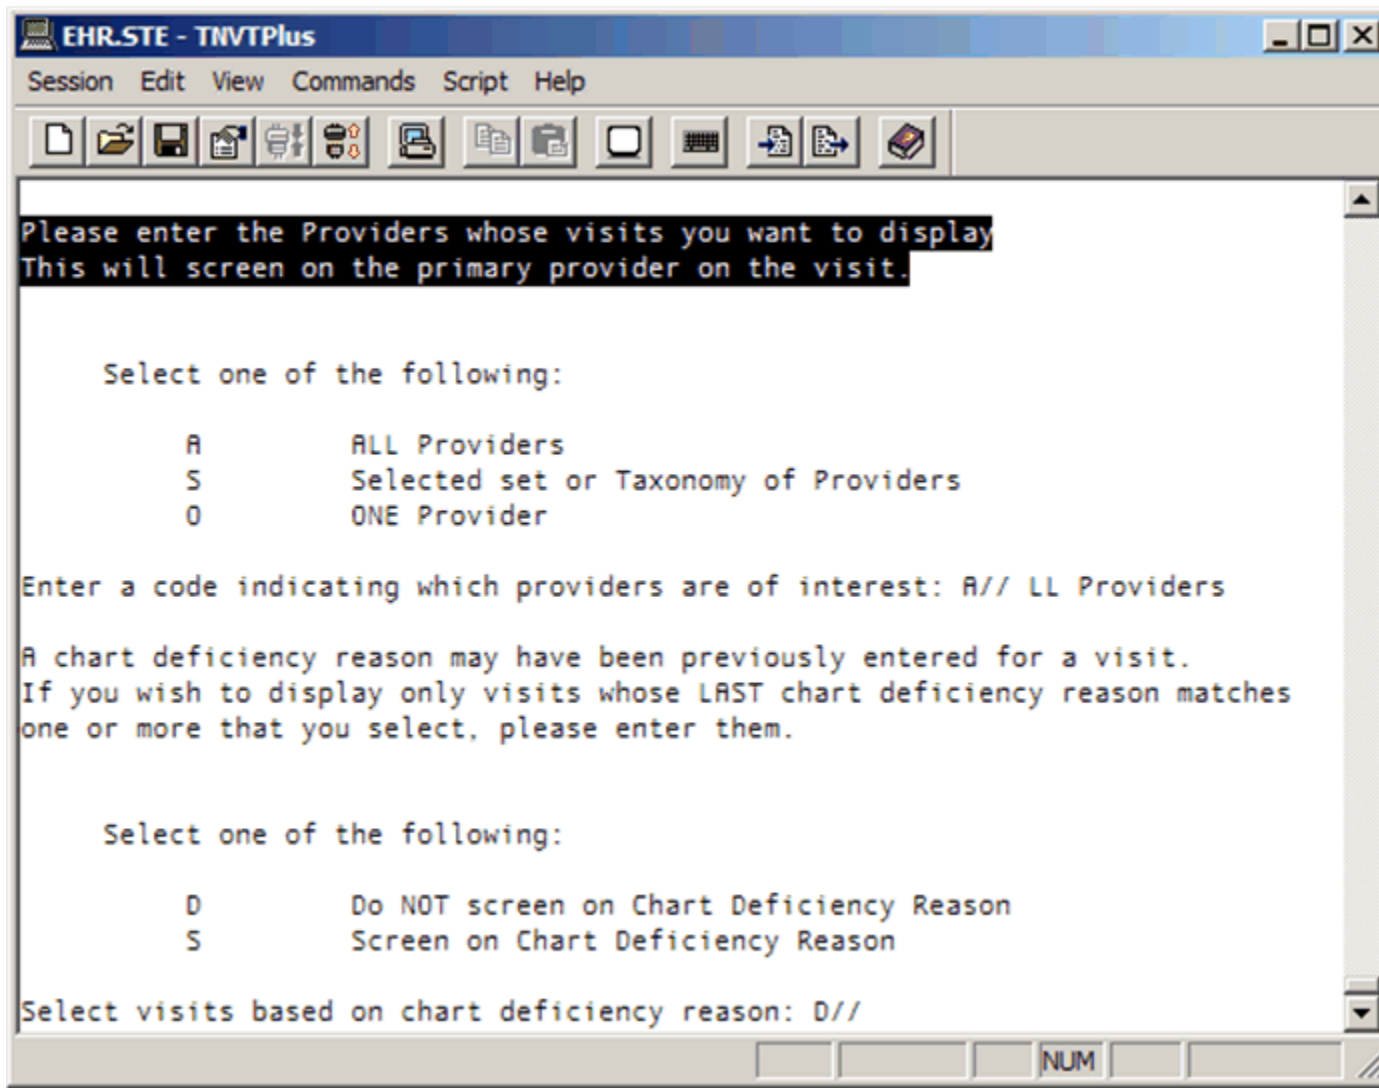 EHR.STE - TNVTPlus
Session Edit View Commands Script Help
Please enter the Providers whose visits you want to display
This will screen on the primary provider on the visit.
Select one of the following:
A ALL Providers
S Selected set or Taxonomy of Providers
O ONE Provider
Enter a code indicating which providers are of interest: A// LL Providers
A chart deficiency reason may have been previously entered for a visit.
If you wish to display only visits whose LAST chart deficiency reason matches
one or more that you select, please enter them.
Select one of the following:
D Do NOT screen on Chart Deficiency Reason
S Screen on Chart Deficiency Reason
Select visits based on chart deficiency reason: D//
NUM